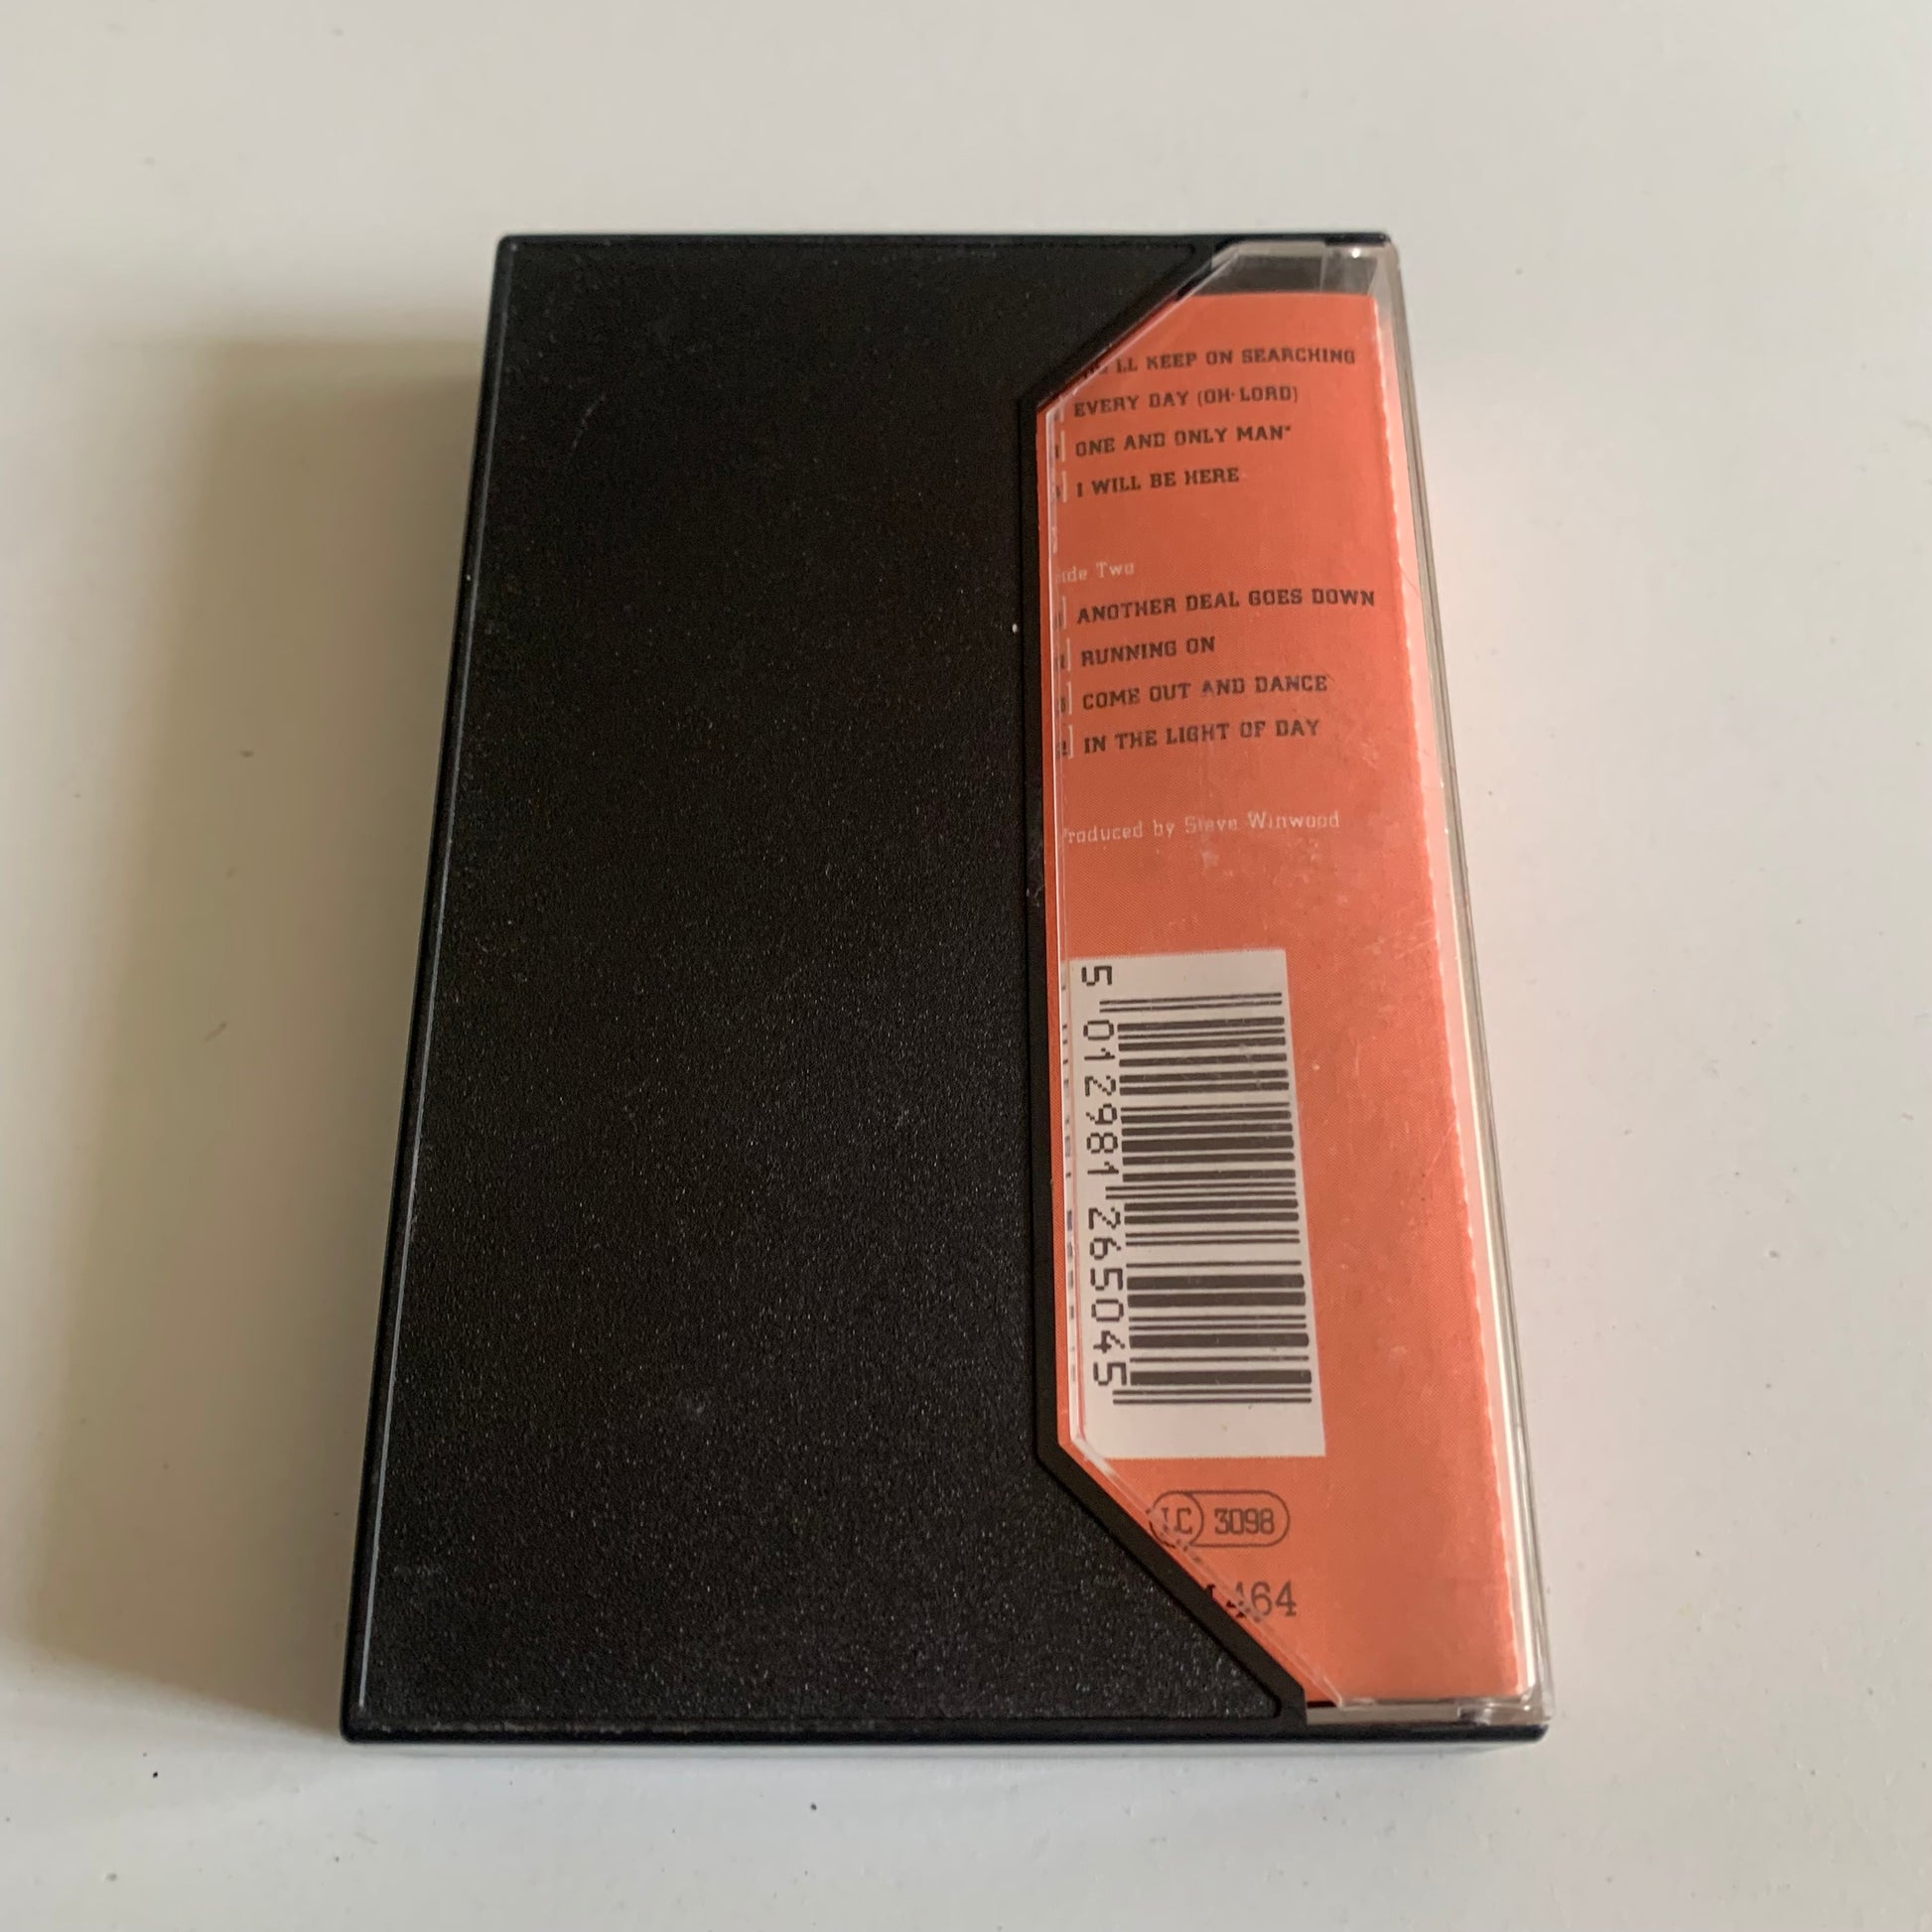 'LL KEEP ON SEARCHING
EVERY DAY (OH LORD)
ONE AND ONLY MAN*
I WILL BE HERE
Two
ANOTHER DEAL GOES DOWN
RUNNING ON
COME OUT AND DANCE
IN THE LIGHT OF DAY
Produced by Steve Winwood
5 012981 265045
LC 3098
464